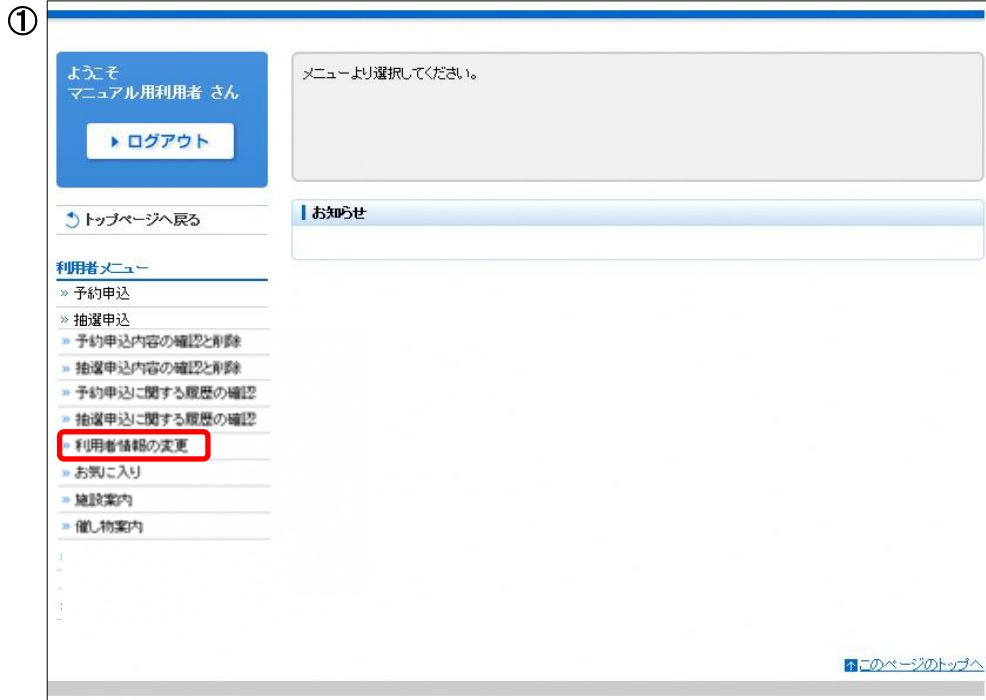 ①
ようこそ
マニュアル用利用者 さん
ログアウト
トップページへ戻る
利用者メニュー
» 予約申込
» 抽選申込
» 予約申込内容の確認と削除
» 抽選申込内容の確認と削除
» 予約申込に関する履歴の確認
» 抽選申込に関する履歴の確認
» 利用者情報の変更
» お気に入り
» 施設案内
» 催し物案内
メニューより選択してください。
お知らせ
このページのトップへ